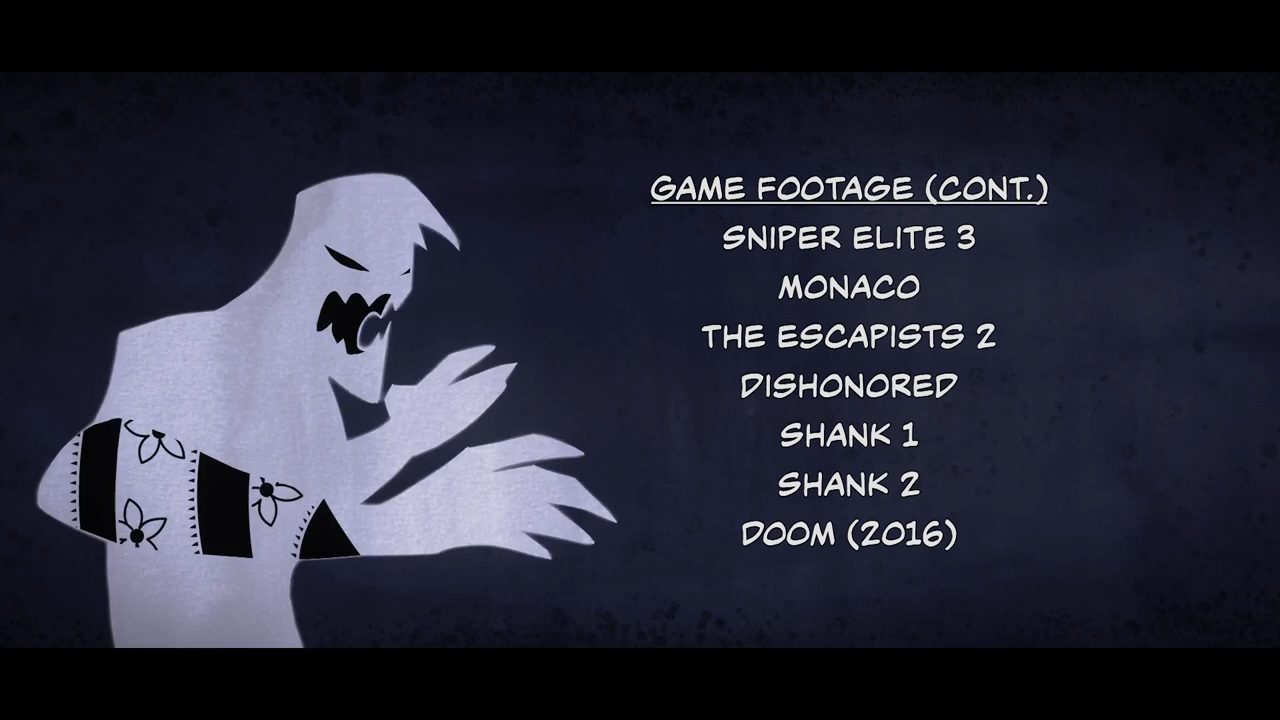 GAME FOOTAGE (CONT.)
SNIPER ELITE 3
MONACO
THE ESCAPISTS 2
DISHONORED
SHANK 1
SHANK 2
DOOM (2016)